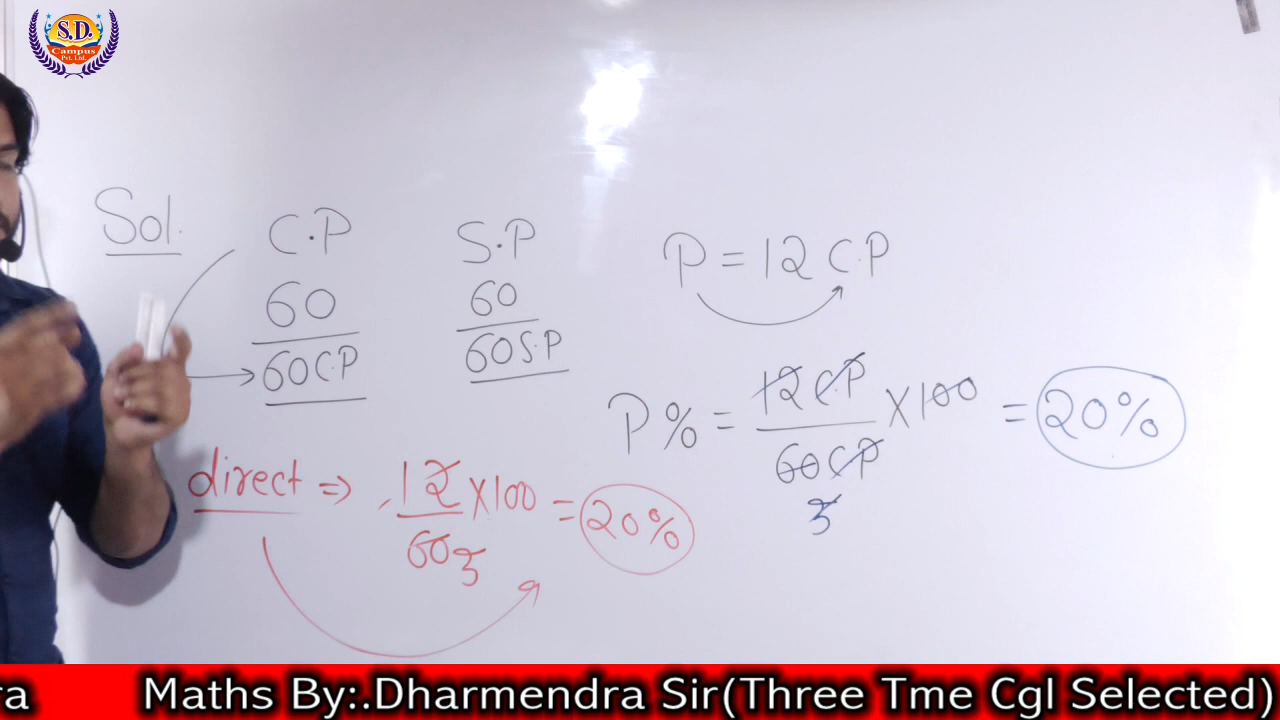 S.D.
Campus
Pvt. Ltd.
Sol. C.P S.P P = 12 C.P
60 60
60 C.P 60 S.P
P% = 12 C.P / 60 C.P × 100 = 20%
5
direct ⇒ 12 / 60 × 100 = 20%
5
ra Maths By:.Dharmendra Sir(Three Tme Cgl Selected)